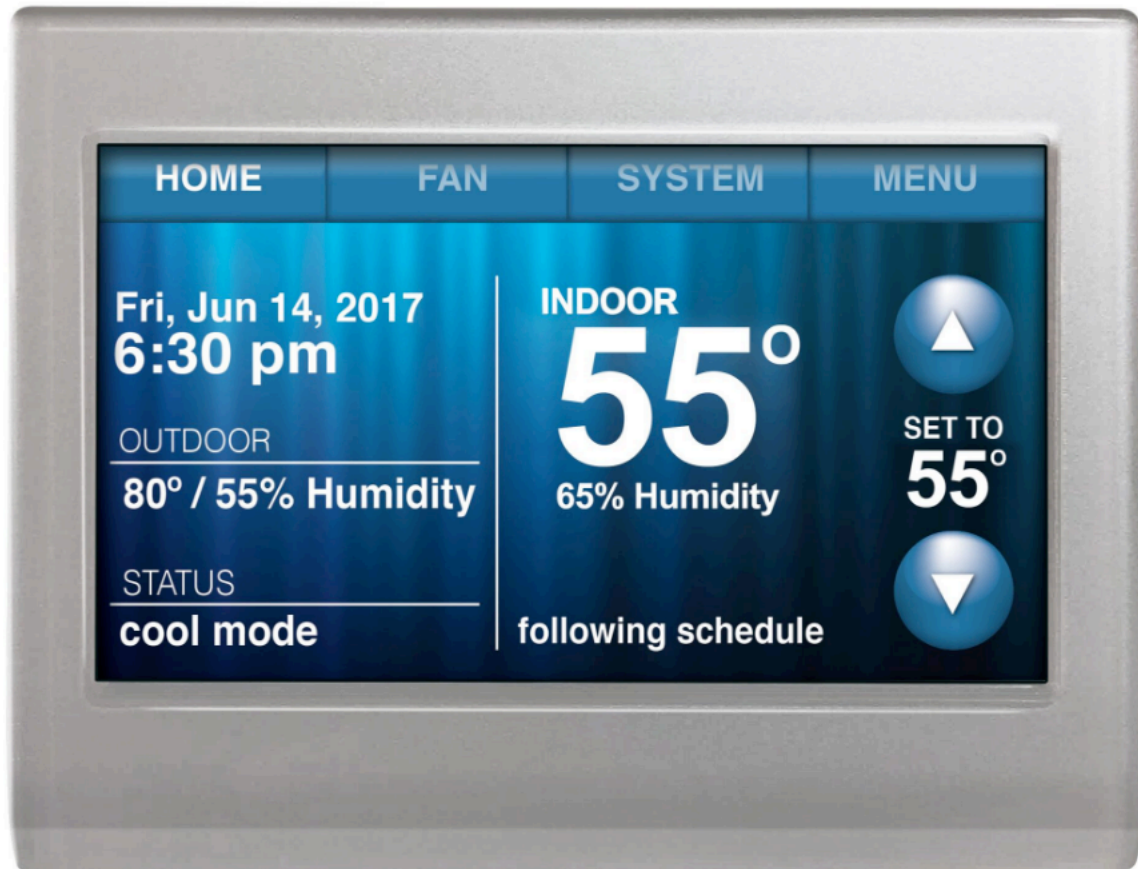 HOME FAN SYSTEM MENU
Fri, Jun 14, 2017
6:30 pm
OUTDOOR
80° / 55% Humidity
STATUS
cool mode
INDOOR
55°
65% Humidity
following schedule
SET TO
55°